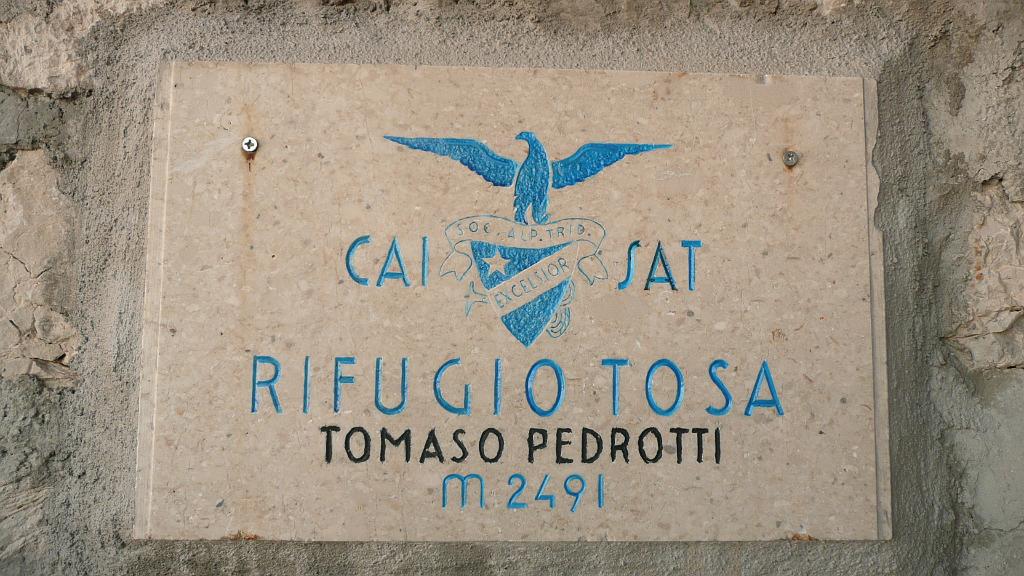 SOC. ALP. TRID.
CAI SAT
EXCELSIOR
RIFUGIO TOSA
TOMASO PEDROTTI
m 2491